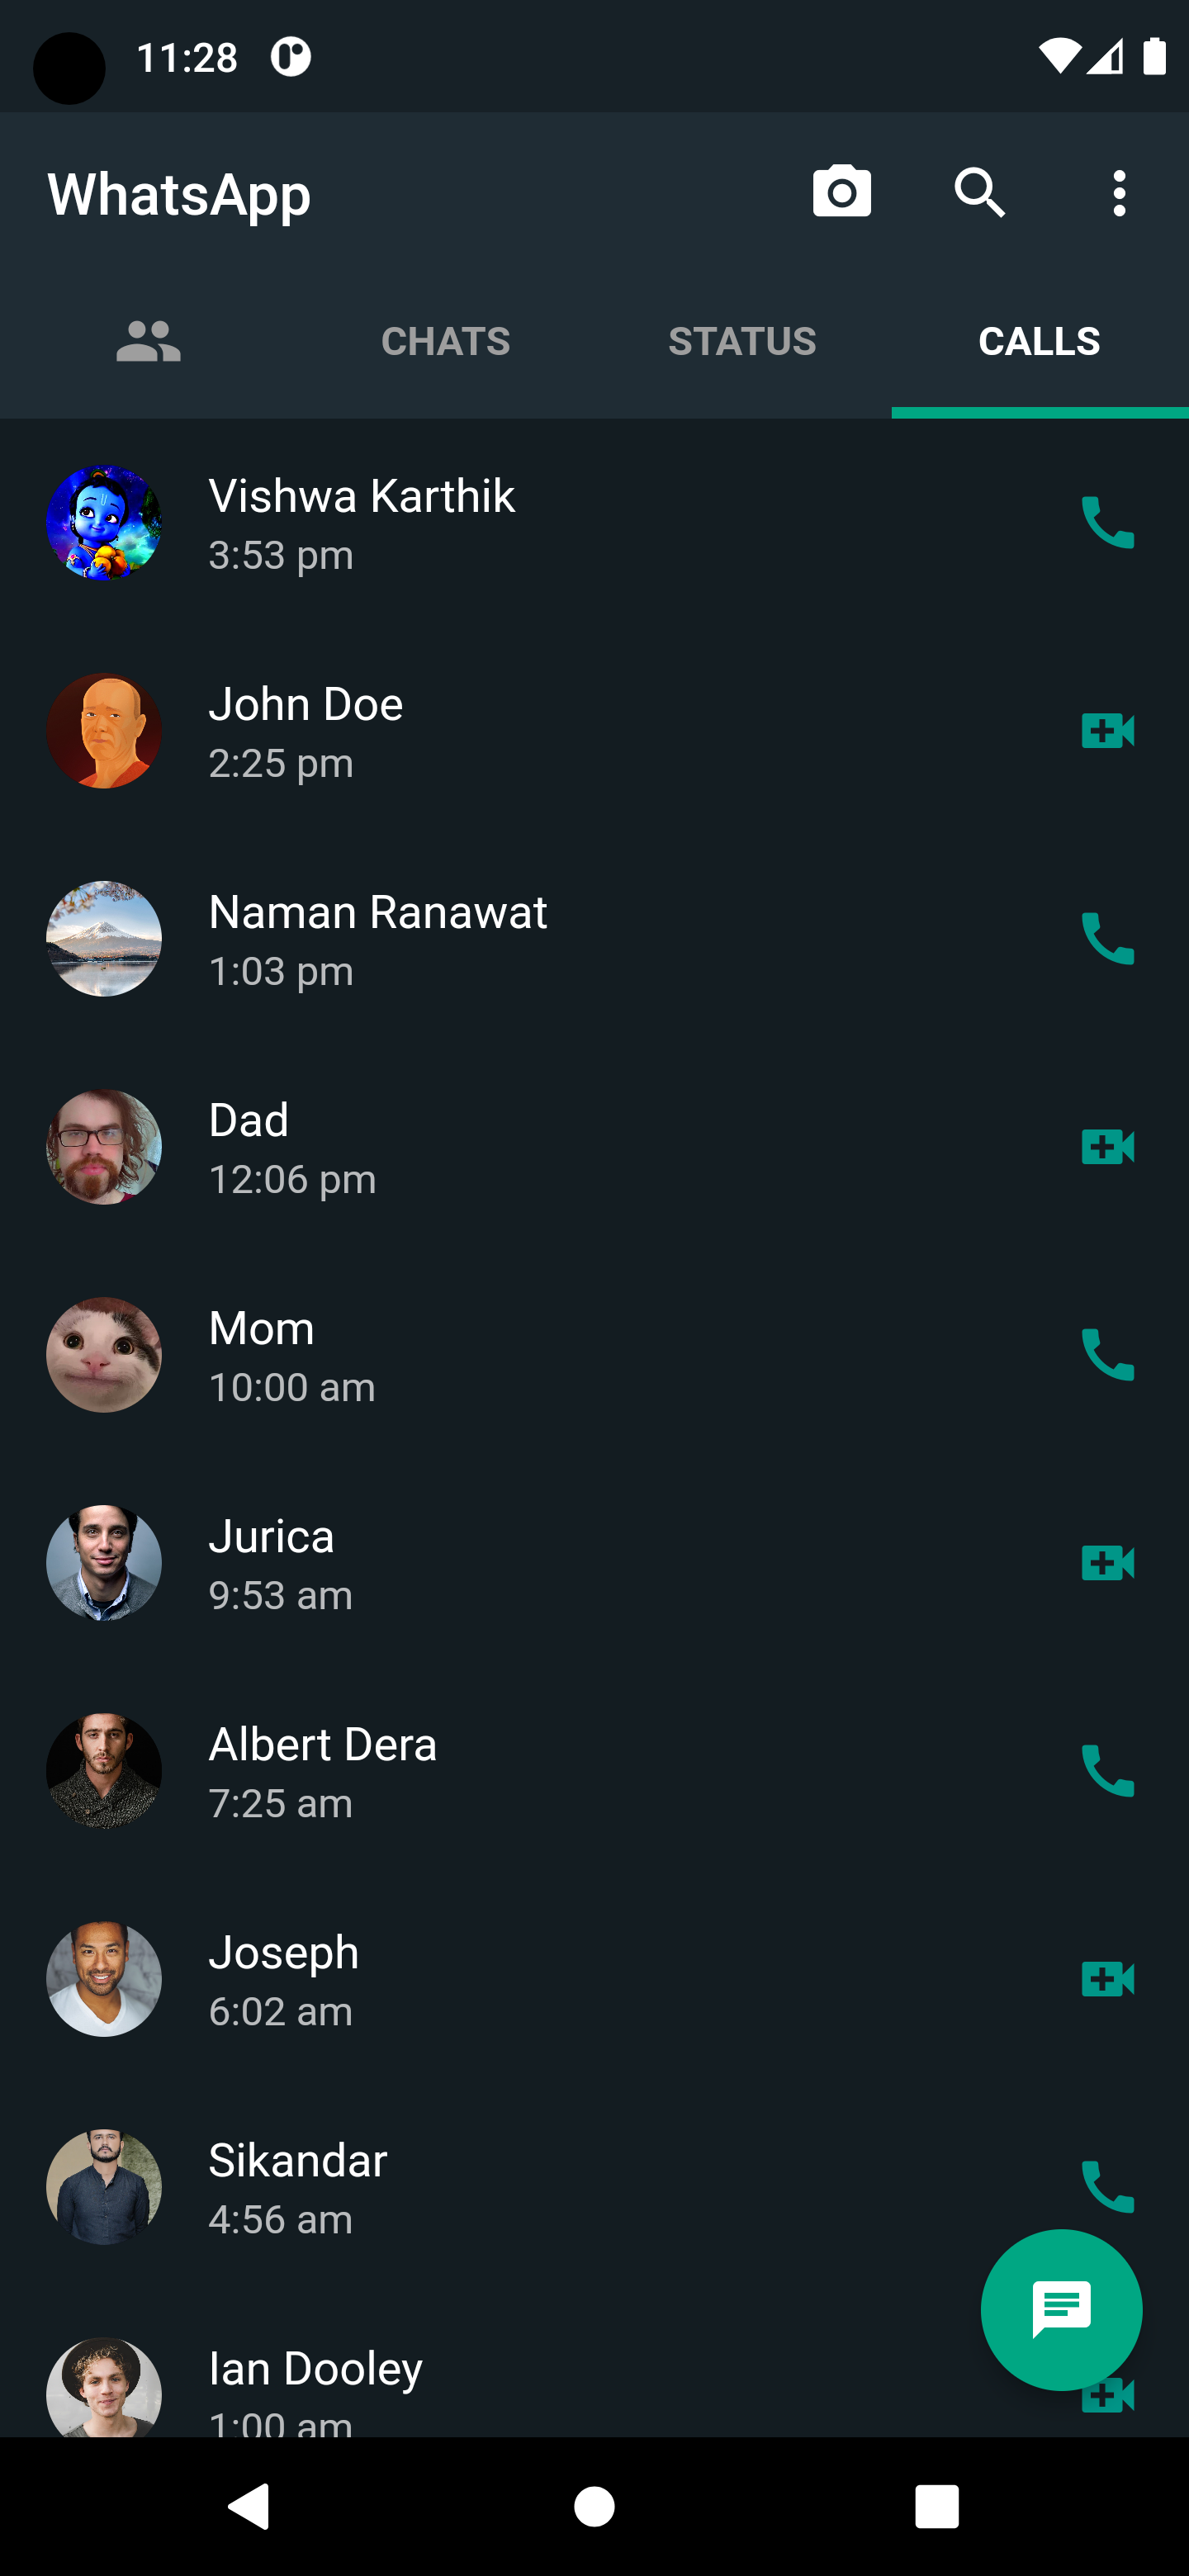 11:28
WhatsApp
CHATS STATUS CALLS
Vishwa Karthik
3:53 pm
John Doe
2:25 pm
Naman Ranawat
1:03 pm
Dad
12:06 pm
Mom
10:00 am
Jurica
9:53 am
Albert Dera
7:25 am
Joseph
6:02 am
Sikandar
4:56 am
Ian Dooley
1:00 am